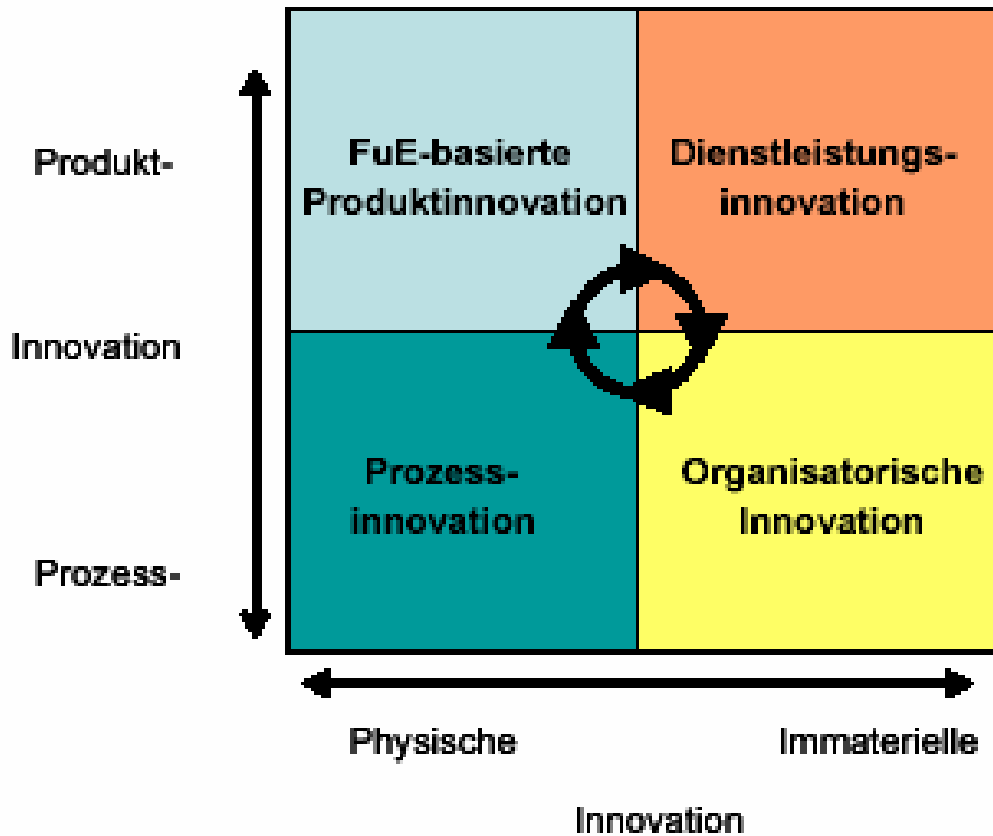 Produkt-
Innovation
Prozess-
FuE-basierte
Produktinnovation
Dienstleistungs-
innovation
Prozess-
innovation
Organisatorische
Innovation
Physische
Immaterielle
Innovation